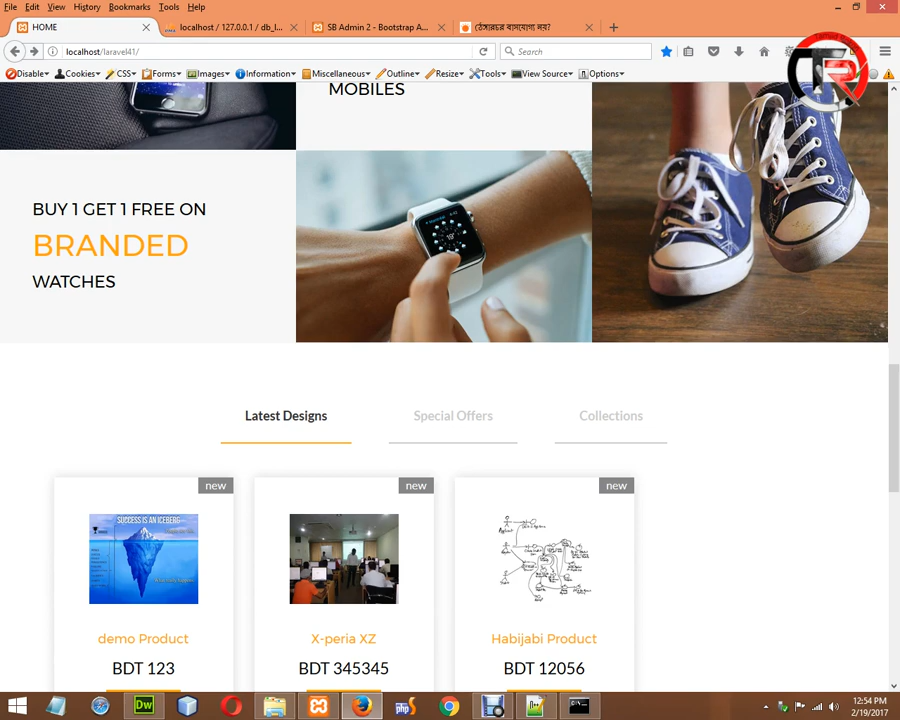 File Edit View History Bookmarks Tools Help
HOME
localhost / 127.0.0.1 / db_l...
SB Admin 2 - Bootstrap A...
localhost/laravel41/
Search
Disable Cookies CSS Forms Images Information Miscellaneous Outline Resize Tools View Source Options
MOBILES
BUY 1 GET 1 FREE ON
BRANDED
WATCHES
Latest Designs Special Offers Collections
new new new
SUCCESS IS AN ICEBERG
demo Product X-peria XZ Habijabi Product
BDT 123 BDT 345345 BDT 12056
Dw
php
12:54 PM
2/19/2017